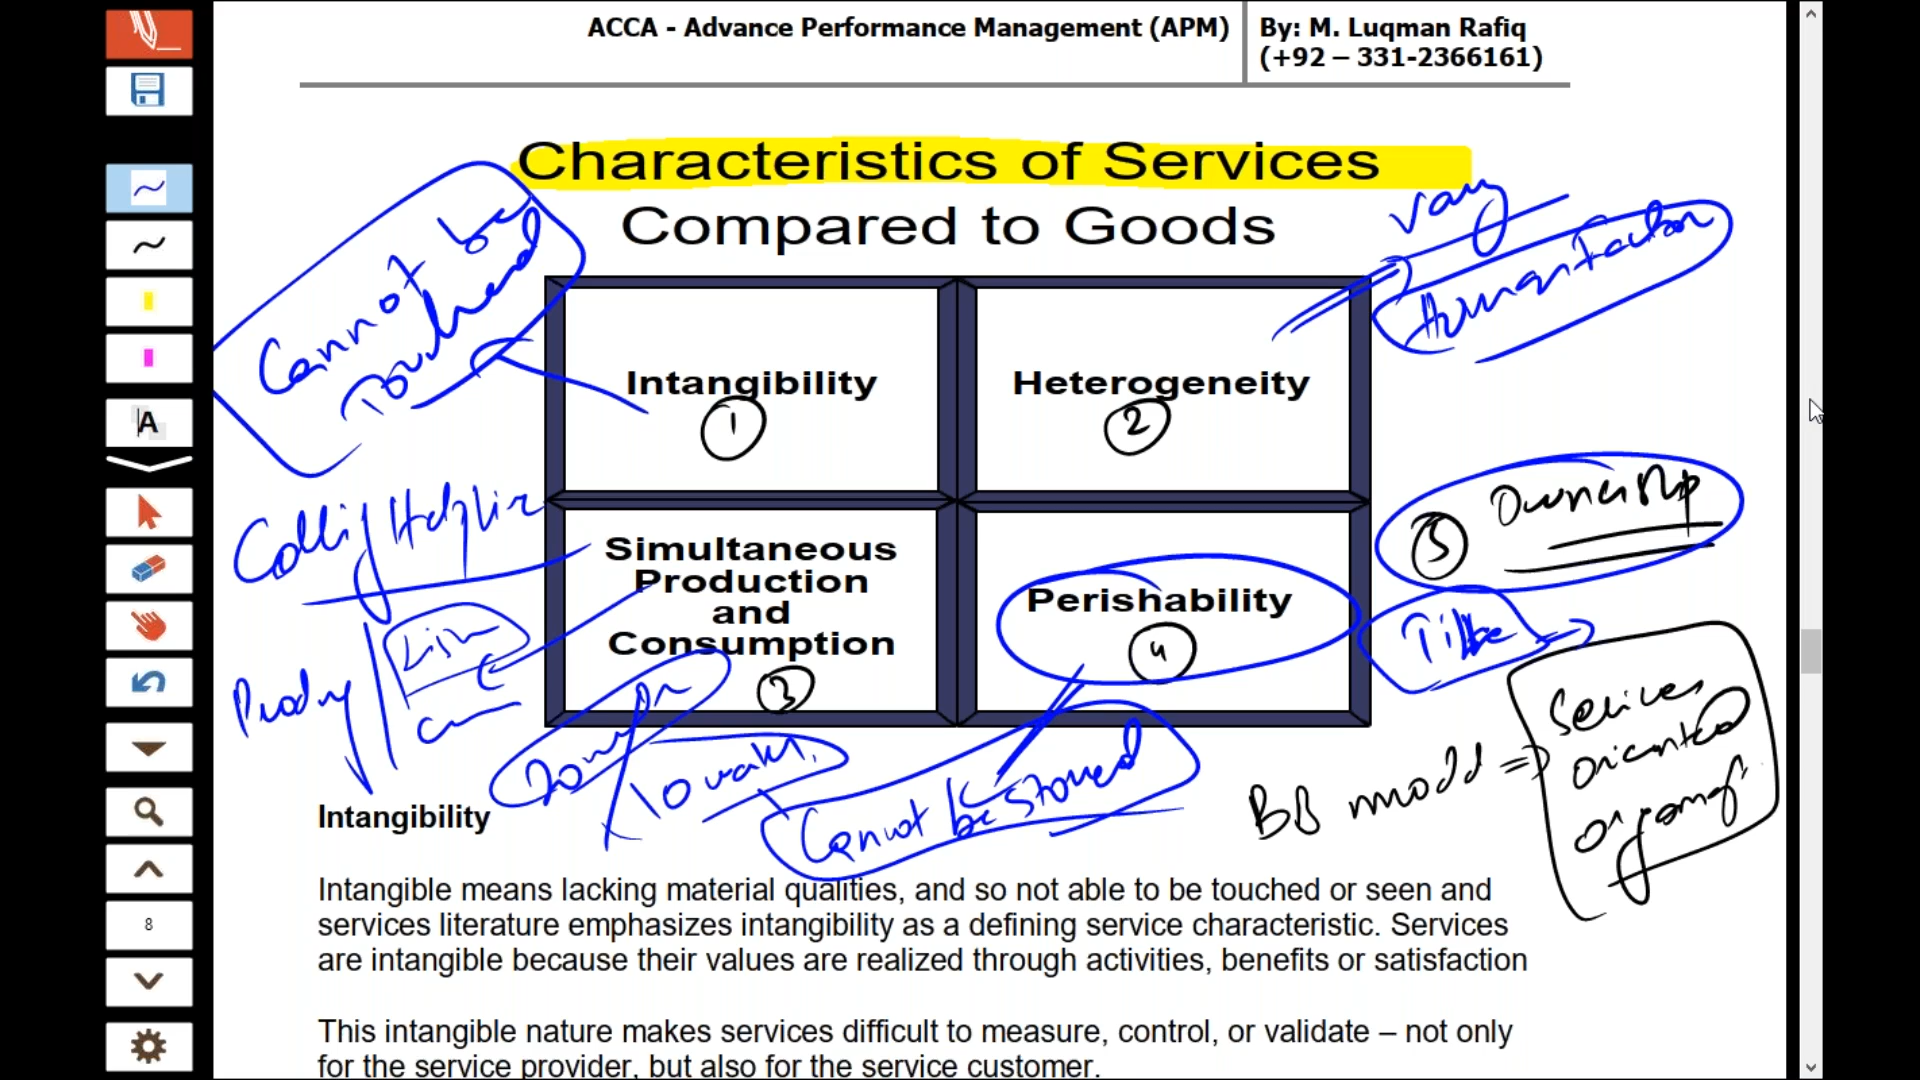 ACCA - Advance Performance Management (APM)
By: M. Luqman Rafiq
(+92 – 331-2366161)
Characteristics of Services
Compared to Goods
Vary
Human Factor
Cannot be
Touched
Intangibility
1
Heterogeneity
2
Helpline
Simultaneous
Production
and
Consumption
3
Perishability
4
5 Ownership
Cannot be stored
BB model =>
Services
oriented
Intangibility
Intangible means lacking material qualities, and so not able to be touched or seen and
services literature emphasizes intangibility as a defining service characteristic. Services
are intangible because their values are realized through activities, benefits or satisfaction
This intangible nature makes services difficult to measure, control, or validate – not only
for the service provider, but also for the service customer.
A
8